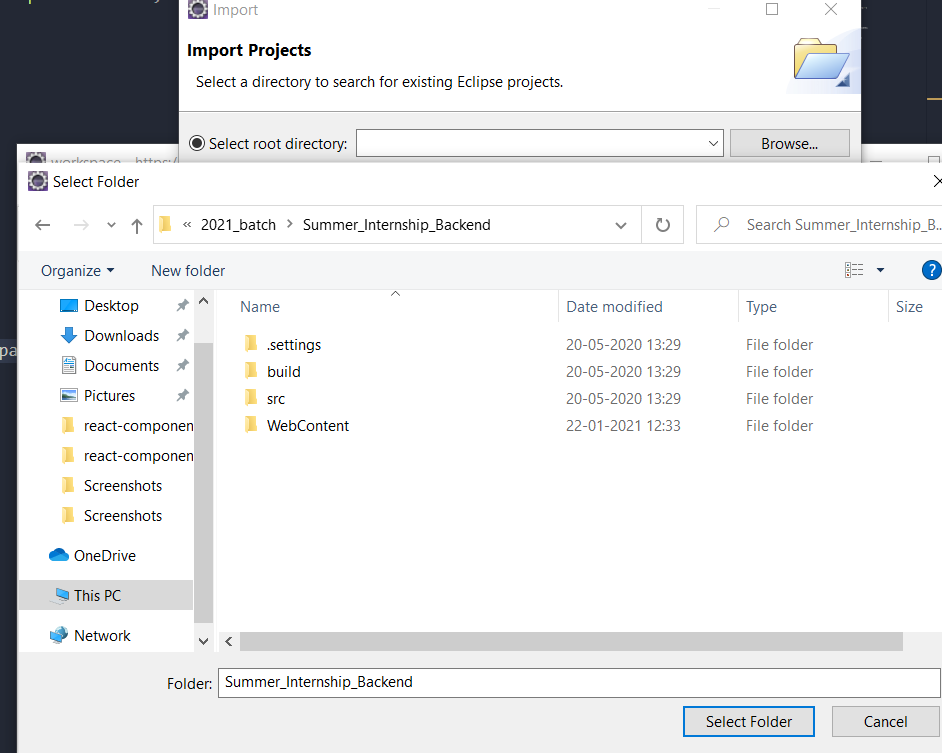 Import
Import Projects
Select a directory to search for existing Eclipse projects.
Select root directory:
Browse...
Select Folder
« 2021_batch > Summer_Internship_Backend
Search Summer_Internship_B...
Organize
New folder
?
Desktop
Downloads
Documents
Pictures
react-componen
react-componen
Screenshots
Screenshots
OneDrive
This PC
Network
Name Date modified Type Size
.settings 20-05-2020 13:29 File folder
build 20-05-2020 13:29 File folder
src 20-05-2020 13:29 File folder
WebContent 22-01-2021 12:33 File folder
pa
Folder: Summer_Internship_Backend
Select Folder
Cancel